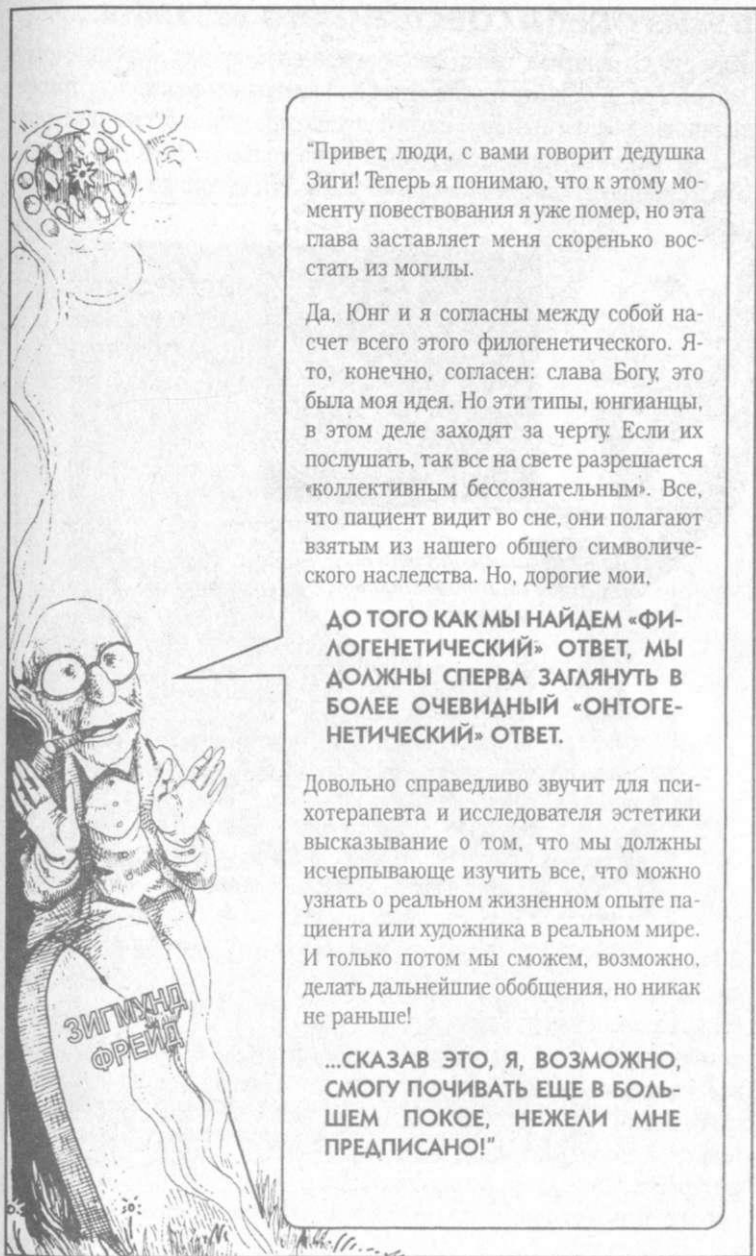 "Привет, люди, с вами говорит дедушка
Зиги! Теперь я понимаю, что к этому мо-
менту повествования я уже помер, но эта
глава заставляет меня скоренько вос-
стать из могилы.
Да, Юнг и я согласны между собой на-
счет всего этого филогенетического. Я-
то, конечно, согласен: слава Богу, это
была моя идея. Но эти типы, юнгианцы,
в этом деле заходят за черту. Если их
послушать, так все на свете разрешается
«коллективным бессознательным». Все,
что пациент видит во сне, они полагают
взятым из нашего общего символиче-
ского наследства. Но, дорогие мои,
ДО ТОГО КАК МЫ НАЙДЕМ «ФИ-
ЛОГЕНЕТИЧЕСКИЙ» ОТВЕТ, МЫ
ДОЛЖНЫ СПЕРВА ЗАГЛЯНУТЬ В
БОЛЕЕ ОЧЕВИДНЫЙ «ОНТОГЕ-
НЕТИЧЕСКИЙ» ОТВЕТ.
Довольно справедливо звучит для пси-
хотерапевта и исследователя эстетики
высказывание о том, что мы должны
исчерпывающе изучить все, что можно
узнать о реальном жизненном опыте па-
циента или художника в реальном мире.
И только потом мы сможем, возможно,
делать дальнейшие обобщения, но никак
не раньше!
...СКАЗАВ ЭТО, Я, ВОЗМОЖНО,
СМОГУ ПОЧИВАТЬ ЕЩЕ В БОЛЬ-
ШЕМ ПОКОЕ, НЕЖЕЛИ МНЕ
ПРЕДПИСАНО!"
ЗИГМУНД
ФРЕЙД